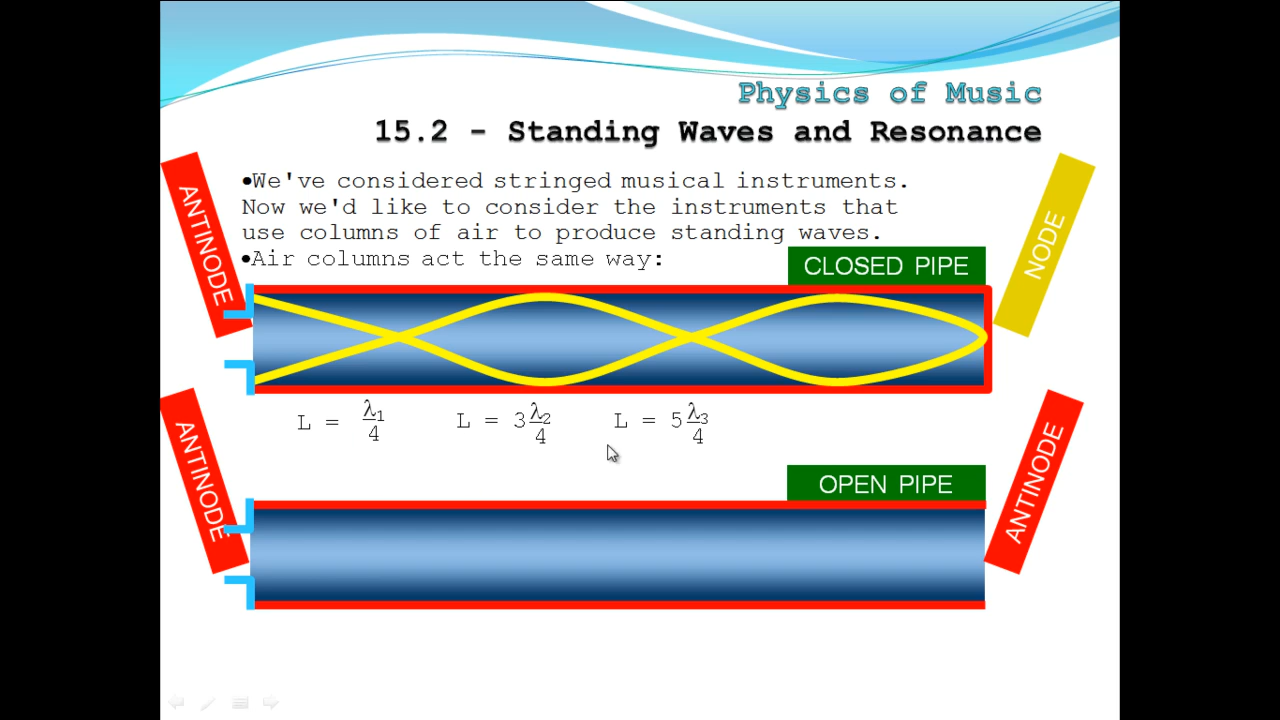 Physics of Music
15.2 - Standing Waves and Resonance
•We've considered stringed musical instruments.
Now we'd like to consider the instruments that
use columns of air to produce standing waves.
•Air columns act the same way:
ANTINODE
NODE
CLOSED PIPE
L = λ1/4 L = 3λ2/4 L = 5λ3/4
ANTINODE
OPEN PIPE
ANTINODE